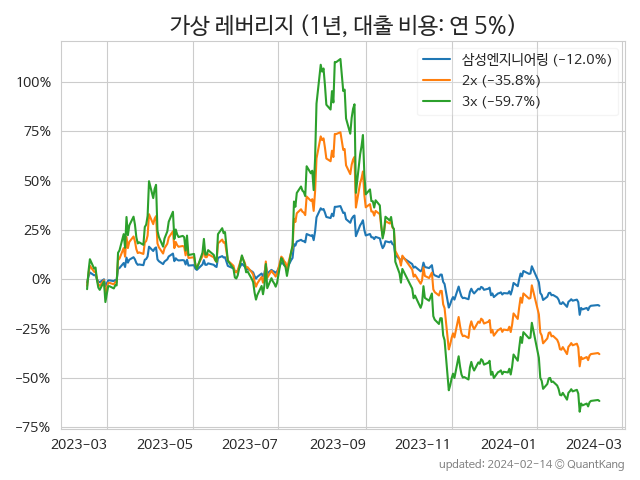 가상 레버리지 (1년, 대출 비용: 연 5%)
삼성엔지니어링 (−12.0%)
2x (−35.8%)
3x (−59.7%)
100%
75%
50%
25%
0%
−25%
−50%
−75%
2023-03 2023-05 2023-07 2023-09 2023-11 2024-01 2024-03
updated: 2024-02-14 © QuantKang